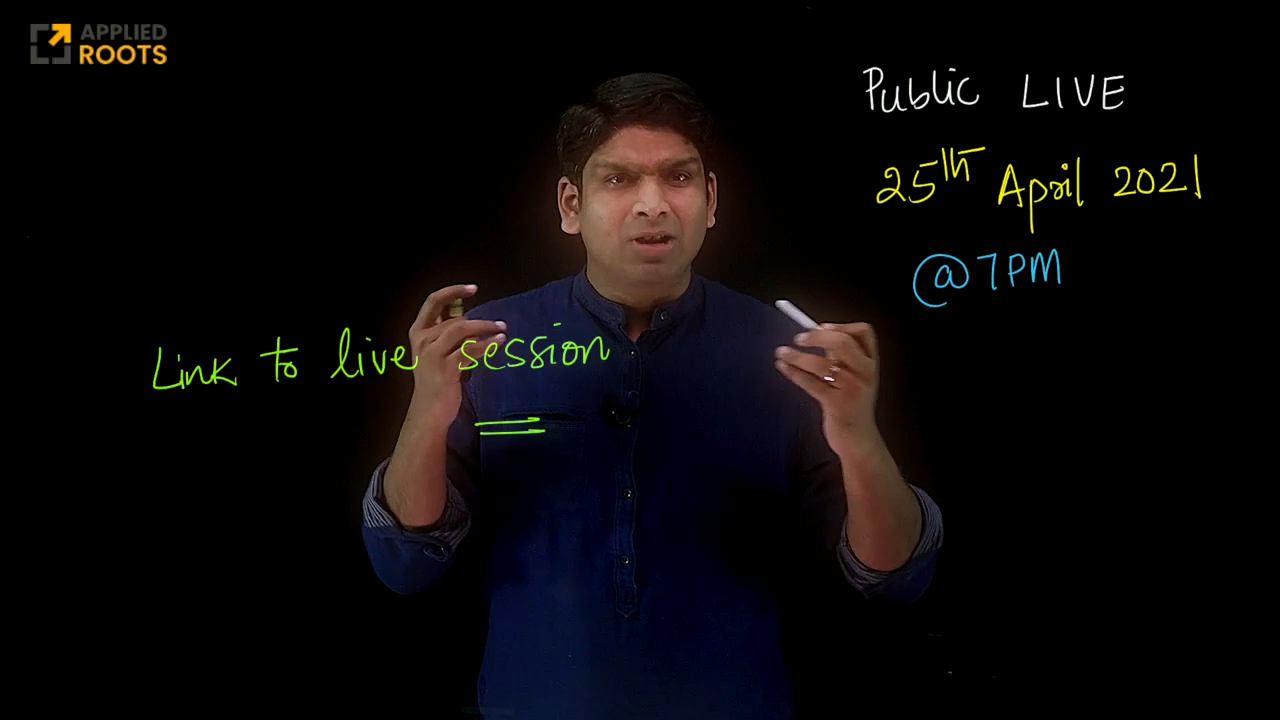 APPLIED
ROOTS
Public LIVE
25th April 2021
@7PM
Link to live session